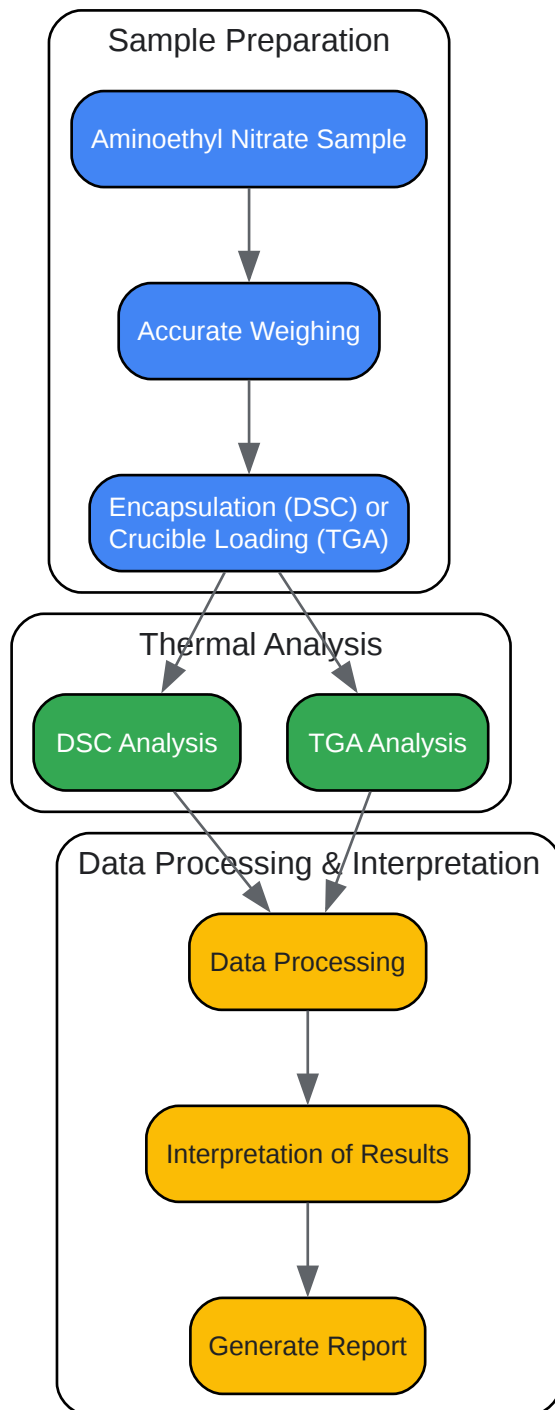 Sample Preparation
Aminoethyl Nitrate Sample
Accurate Weighing
Encapsulation (DSC) or
Crucible Loading (TGA)
Thermal Analysis
DSC Analysis
TGA Analysis
Data Processing & Interpretation
Data Processing
Interpretation of Results
Generate Report